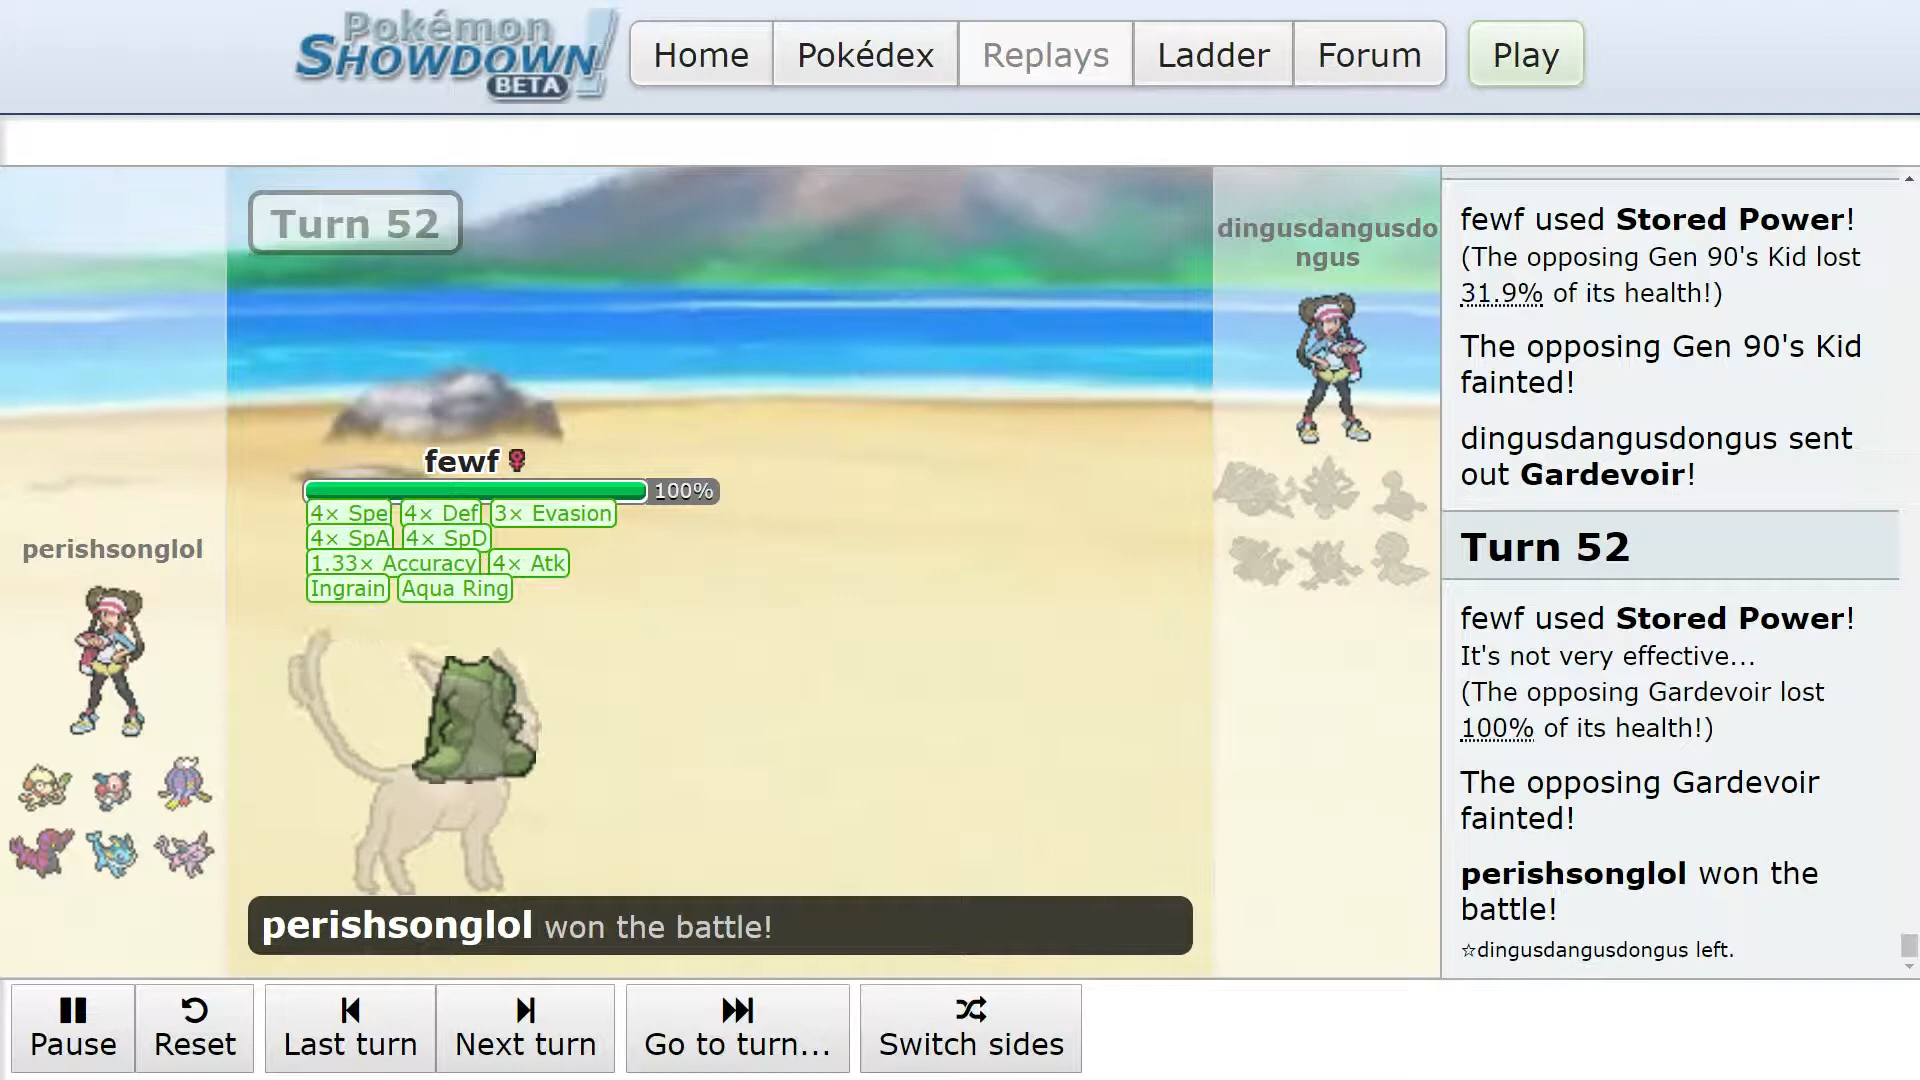 Pokémon
SHOWDOWN!
BETA
Home
Pokédex
Replays
Ladder
Forum
Play
Turn 52
dingusdangusdo
ngus
fewf
100%
4× Spe 4× Def 3× Evasion
4× SpA 4× SpD
1.33× Accuracy 4× Atk
Ingrain Aqua Ring
perishsonglol
perishsonglol won the battle!
fewf used Stored Power!
(The opposing Gen 90's Kid lost
31.9% of its health!)
The opposing Gen 90's Kid
fainted!
dingusdangusdongus sent
out Gardevoir!
Turn 52
fewf used Stored Power!
It's not very effective...
(The opposing Gardevoir lost
100% of its health!)
The opposing Gardevoir
fainted!
perishsonglol won the
battle!
☆dingusdangusdongus left.
Pause
Reset
Last turn
Next turn
Go to turn...
Switch sides